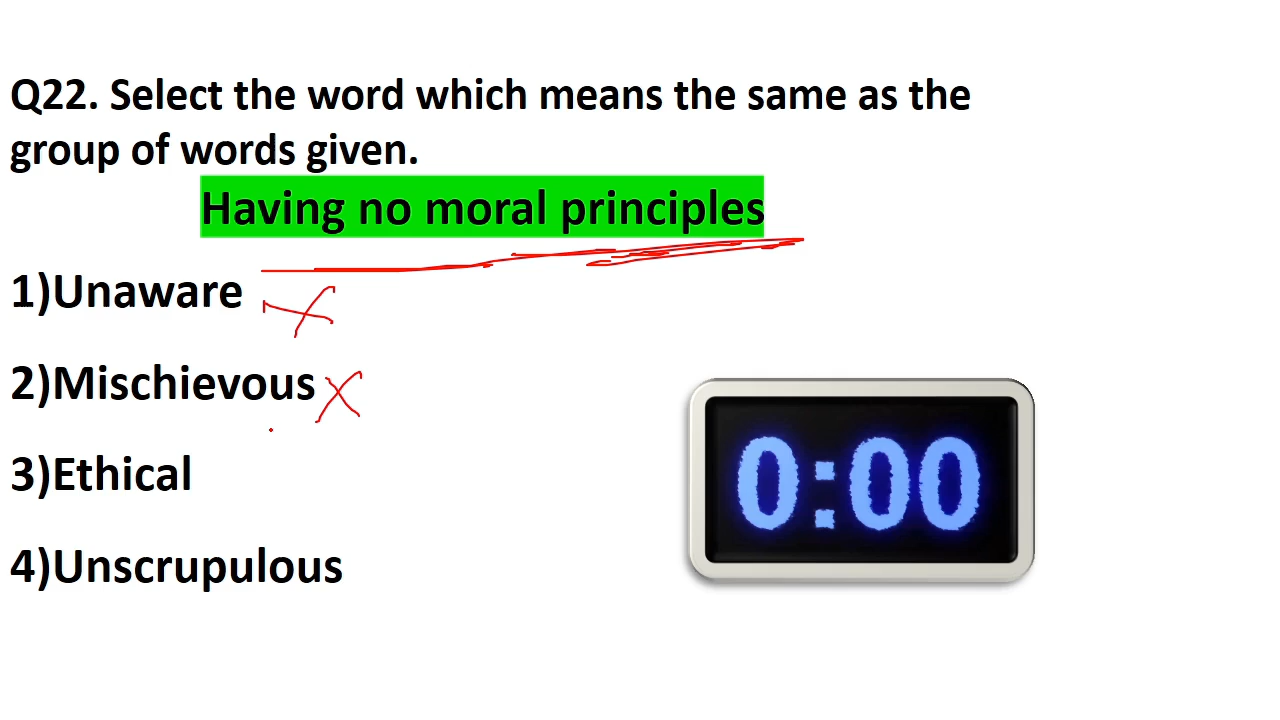 Q22. Select the word which means the same as the
group of words given.
Having no moral principles
1)Unaware
2)Mischievous
3)Ethical
4)Unscrupulous
0:00